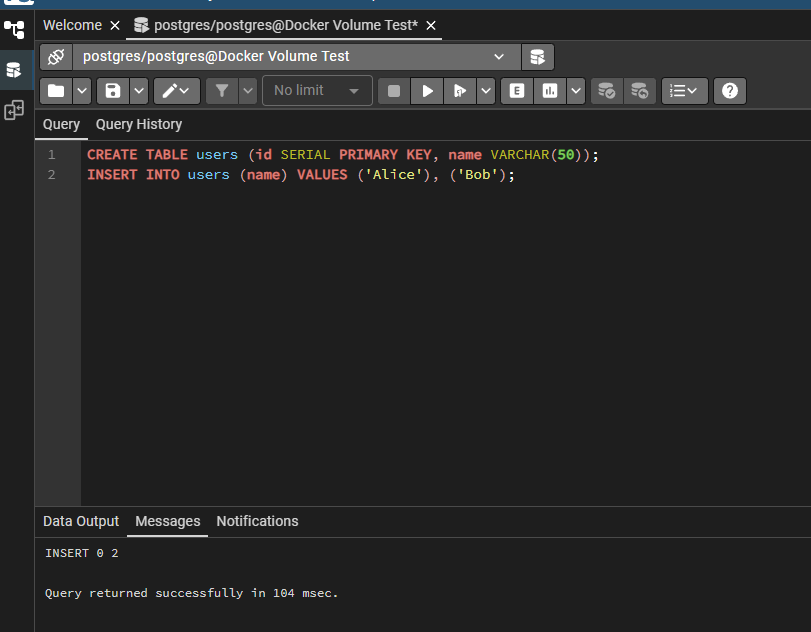 Welcome
postgres/postgres@Docker Volume Test*
postgres/postgres@Docker Volume Test
No limit
E
Query Query History
1 CREATE TABLE users (id SERIAL PRIMARY KEY, name VARCHAR(50));
2 INSERT INTO users (name) VALUES ('Alice'), ('Bob');
Data Output Messages Notifications
INSERT 0 2
Query returned successfully in 104 msec.